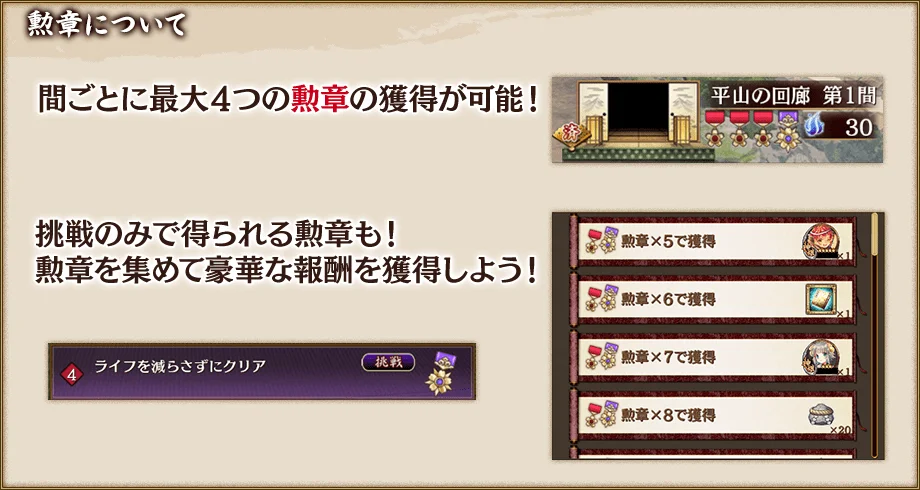 勲章について
間ごとに最大4つの勲章の獲得が可能！
平山の回廊 第1間
済
30
挑戦のみで得られる勲章も！
勲章を集めて豪華な報酬を獲得しよう！
4 ライフを減らさずにクリア 挑戦
勲章×5で獲得
×1
勲章×6で獲得
×1
勲章×7で獲得
×1
勲章×8で獲得
×20